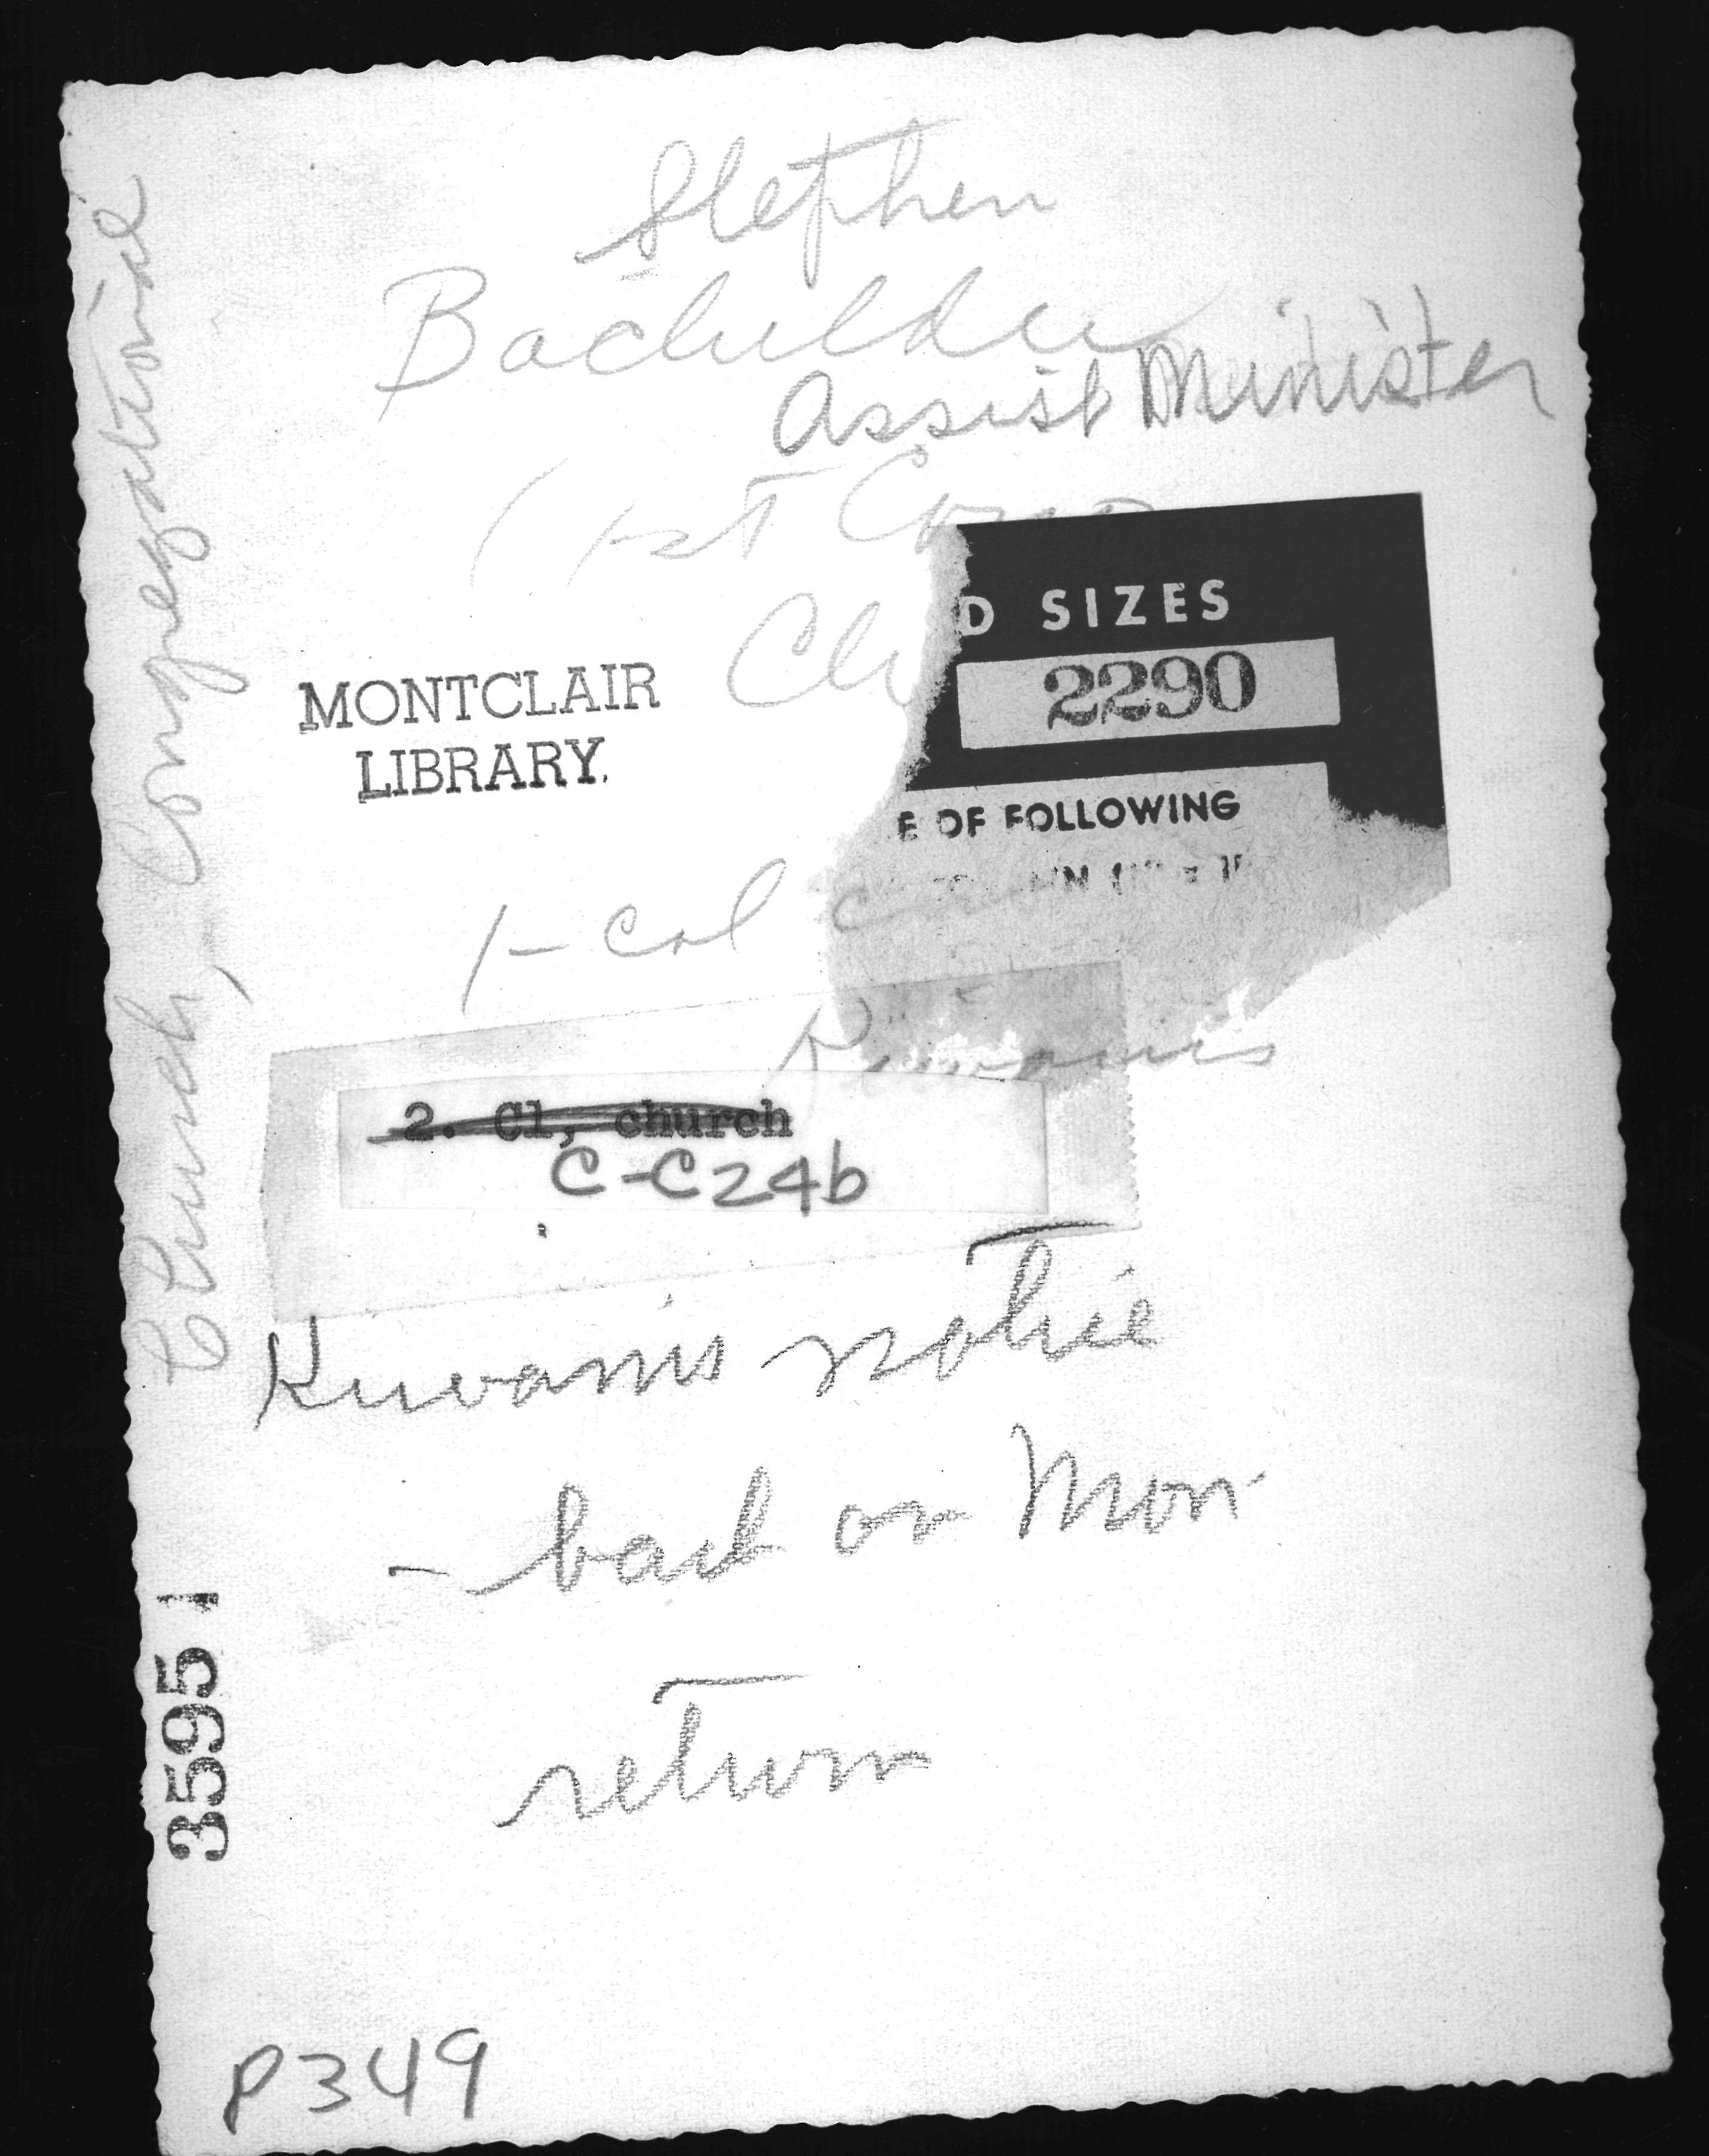 Stephen
Bachelder
Assist Minister
(1st Cong
Ch
D SIZES
2290
MONTCLAIR
LIBRARY.
E OF FOLLOWING
1-col c
Kiwanis
2. Cl, church
C-C24b
Kiwanis notice
- back on Mon
return
Church, Congregational
3595
P349